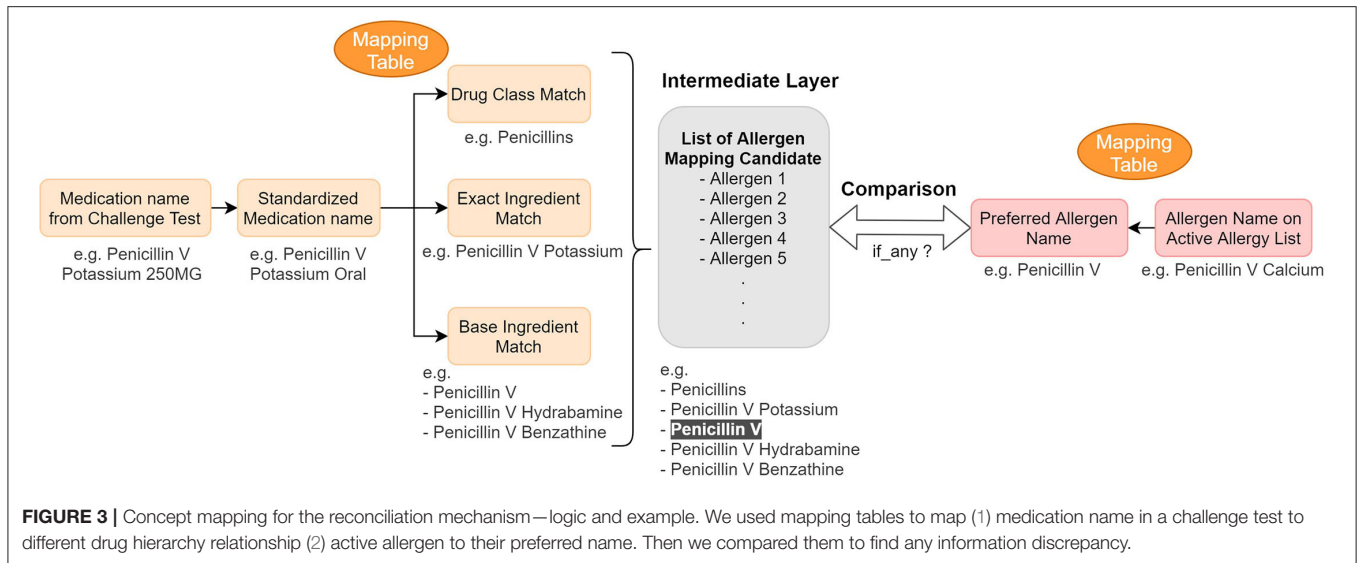 Mapping
Table
Drug Class Match
e.g. Penicillins
Medication name
from Challenge Test
e.g. Penicillin V
Potassium 250MG
Standardized
Medication name
e.g. Penicillin V
Potassium Oral
Exact Ingredient
Match
e.g. Penicillin V Potassium
Base Ingredient
Match
e.g.
- Penicillin V
- Penicillin V Hydrabamine
- Penicillin V Benzathine
Intermediate Layer
List of Allergen
Mapping Candidate
- Allergen 1
- Allergen 2
- Allergen 3
- Allergen 4
- Allergen 5
.
.
.
e.g.
- Penicillins
- Penicillin V Potassium
- Penicillin V
- Penicillin V Hydrabamine
- Penicillin V Benzathine
Comparison
if_any ?
Mapping
Table
Preferred Allergen
Name
e.g. Penicillin V
Allergen Name on
Active Allergy List
e.g. Penicillin V Calcium
FIGURE 3 | Concept mapping for the reconciliation mechanism—logic and example. We used mapping tables to map (1) medication name in a challenge test to
different drug hierarchy relationship (2) active allergen to their preferred name. Then we compared them to find any information discrepancy.